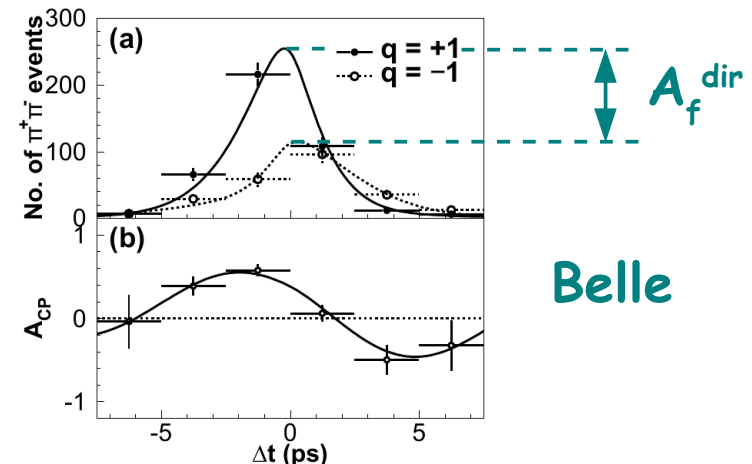 300
(a)
q = +1
q = −1
A_f^dir
200
100
0
No. of π⁺π⁻ events
1
(b)
Belle
0
-1
A_CP
-5 0 5
Δt (ps)